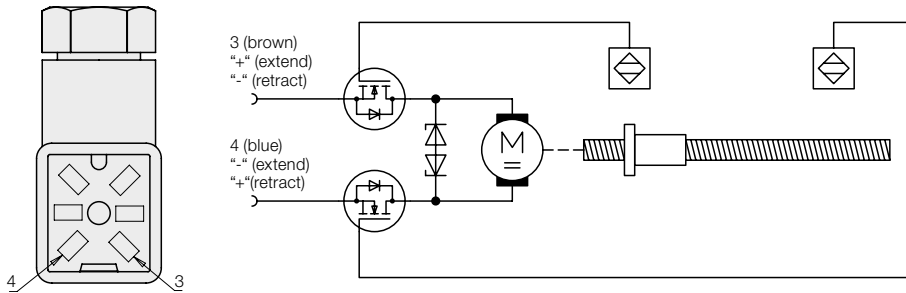 3 (brown)
“+“ (extend)
“-“ (retract)
4 (blue)
“-“ (extend)
“+“(retract)
M
4
3